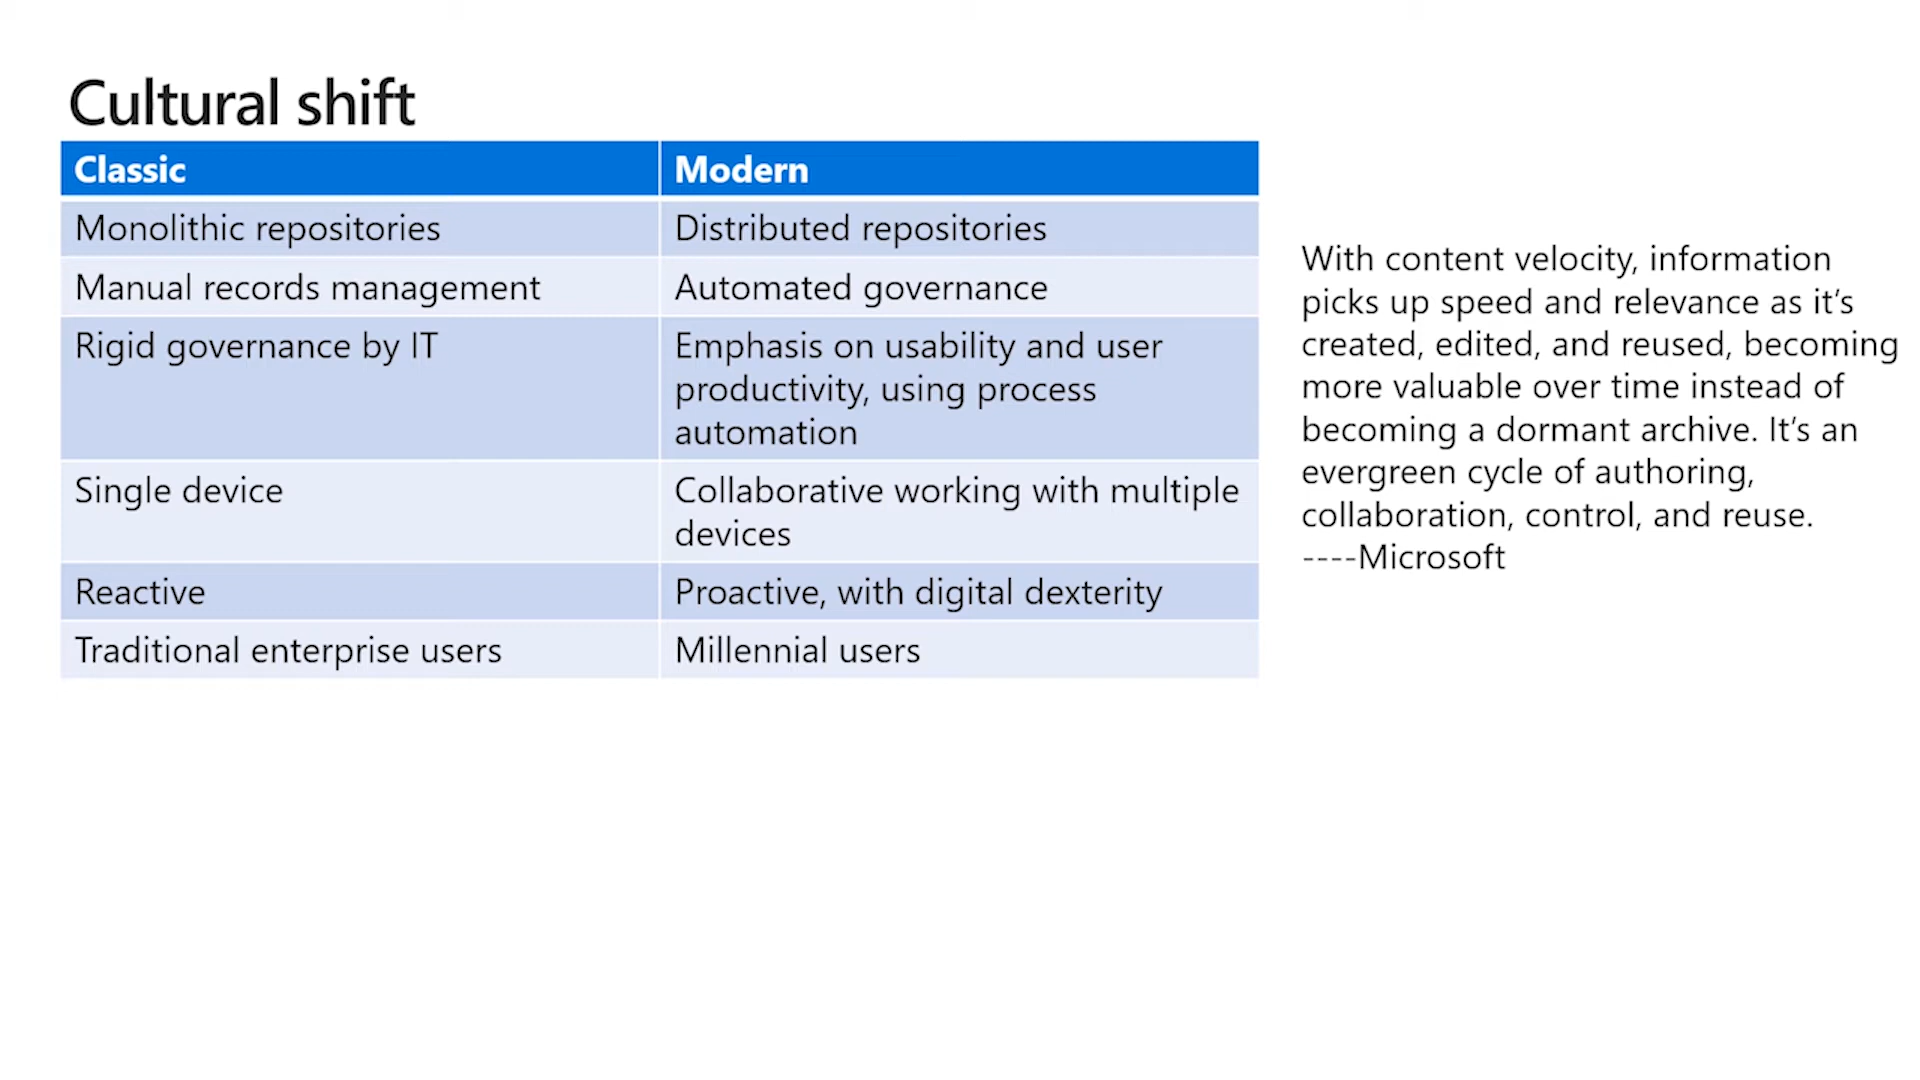 Cultural shift
Classic
Modern
Monolithic repositories
Distributed repositories
Manual records management
Automated governance
Rigid governance by IT
Emphasis on usability and user
productivity, using process
automation
Single device
Collaborative working with multiple
devices
Reactive
Proactive, with digital dexterity
Traditional enterprise users
Millennial users
With content velocity, information
picks up speed and relevance as it’s
created, edited, and reused, becoming
more valuable over time instead of
becoming a dormant archive. It’s an
evergreen cycle of authoring,
collaboration, control, and reuse.
----Microsoft